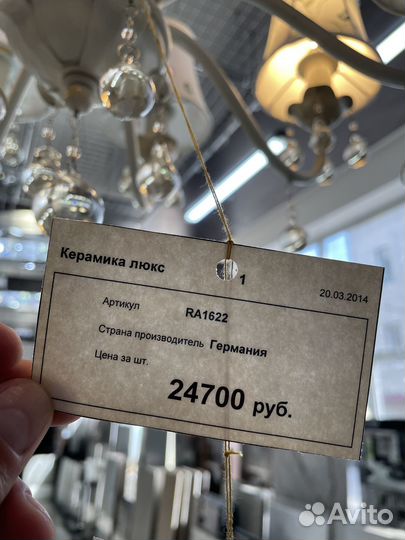 Керамика люкс
1
20.03.2014
Артикул RA1622
Страна производитель Германия
Цена за шт.
24700 руб.
Avito